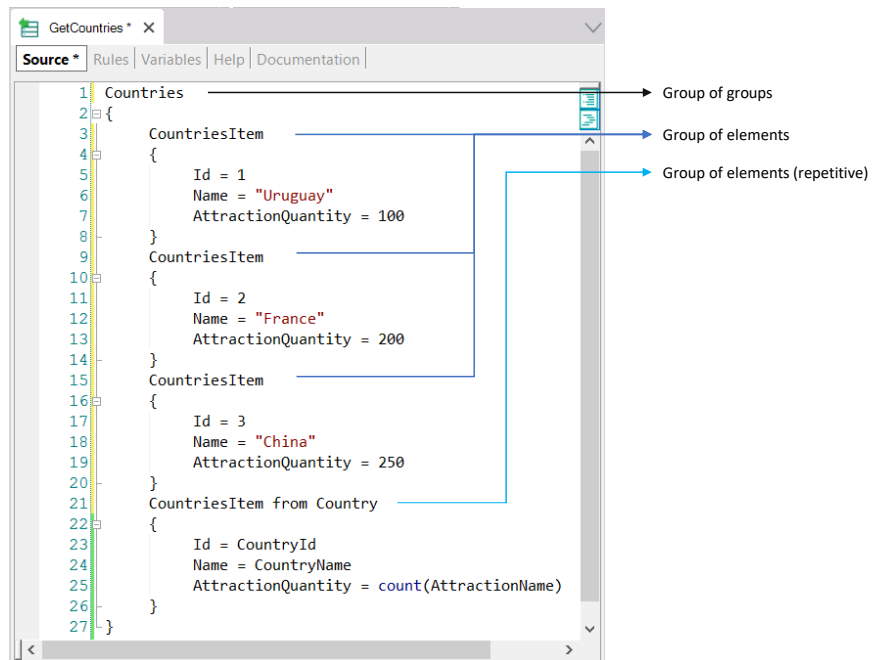 GetCountries *
Source * Rules Variables Help Documentation
1 Countries Group of groups
2 {
3 CountriesItem Group of elements
4 {
5 Id = 1 Group of elements (repetitive)
6 Name = "Uruguay"
7 AttractionQuantity = 100
8 }
9 CountriesItem
10 {
11 Id = 2
12 Name = "France"
13 AttractionQuantity = 200
14 }
15 CountriesItem
16 {
17 Id = 3
18 Name = "China"
19 AttractionQuantity = 250
20 }
21 CountriesItem from Country
22 {
23 Id = CountryId
24 Name = CountryName
25 AttractionQuantity = count(AttractionName)
26 }
27 }